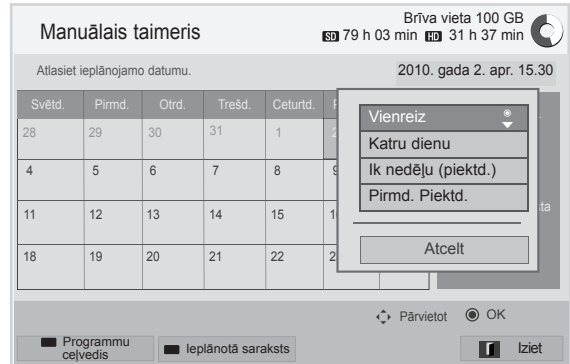 Manuālais taimeris
Brīva vieta 100 GB
SD 79 h 03 min HD 31 h 37 min
Atlasiet ieplānojamo datumu.
2010. gada 2. apr. 15.30
Svētd. Pirmd. Otrd. Trešd. Ceturtd.
28 29 30 31 1 2
4 5 6 7 8 9
11 12 13 14 15
18 19 20 21 22
Vienreiz
Katru dienu
Ik nedēļu (piektd.)
Pirmd. Piektd.
Atcelt
Pārvietot OK
Programmu
ceļvedis
Ieplānotā saraksts
Iziet